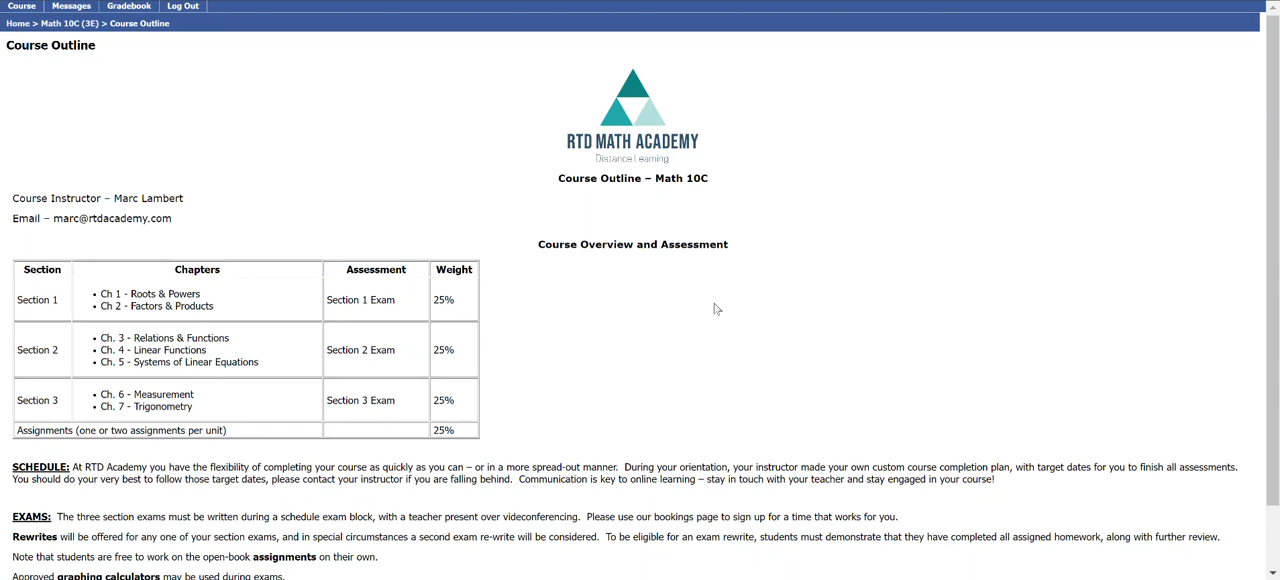 Course Messages Gradebook Log Out
Home > Math 10C (3E) > Course Outline
Course Outline
RTD MATH ACADEMY
Distance Learning
Course Outline – Math 10C
Course Instructor – Marc Lambert
Email – marc@rtdacademy.com
Course Overview and Assessment
Section Chapters Assessment Weight
Section 1 • Ch 1 - Roots & Powers • Ch 2 - Factors & Products Section 1 Exam 25%
Section 2 • Ch. 3 - Relations & Functions • Ch. 4 - Linear Functions • Ch. 5 - Systems of Linear Equations Section 2 Exam 25%
Section 3 • Ch. 6 - Measurement • Ch. 7 - Trigonometry Section 3 Exam 25%
Assignments (one or two assignments per unit) 25%
SCHEDULE: At RTD Academy you have the flexibility of completing your course as quickly as you can – or in a more spread-out manner. During your orientation, your instructor made your own custom course completion plan, with target dates for you to finish all assessments.
You should do your very best to follow those target dates, please contact your instructor if you are falling behind. Communication is key to online learning – stay in touch with your teacher and stay engaged in your course!
EXAMS: The three section exams must be written during a schedule exam block, with a teacher present over videoconferencing. Please use our bookings page to sign up for a time that works for you.
Rewrites will be offered for any one of your section exams, and in special circumstances a second exam re-write will be considered. To be eligible for an exam rewrite, students must demonstrate that they have completed all assigned homework, along with further review.
Note that students are free to work on the open-book assignments on their own.
Approved graphing calculators may be used during exams.